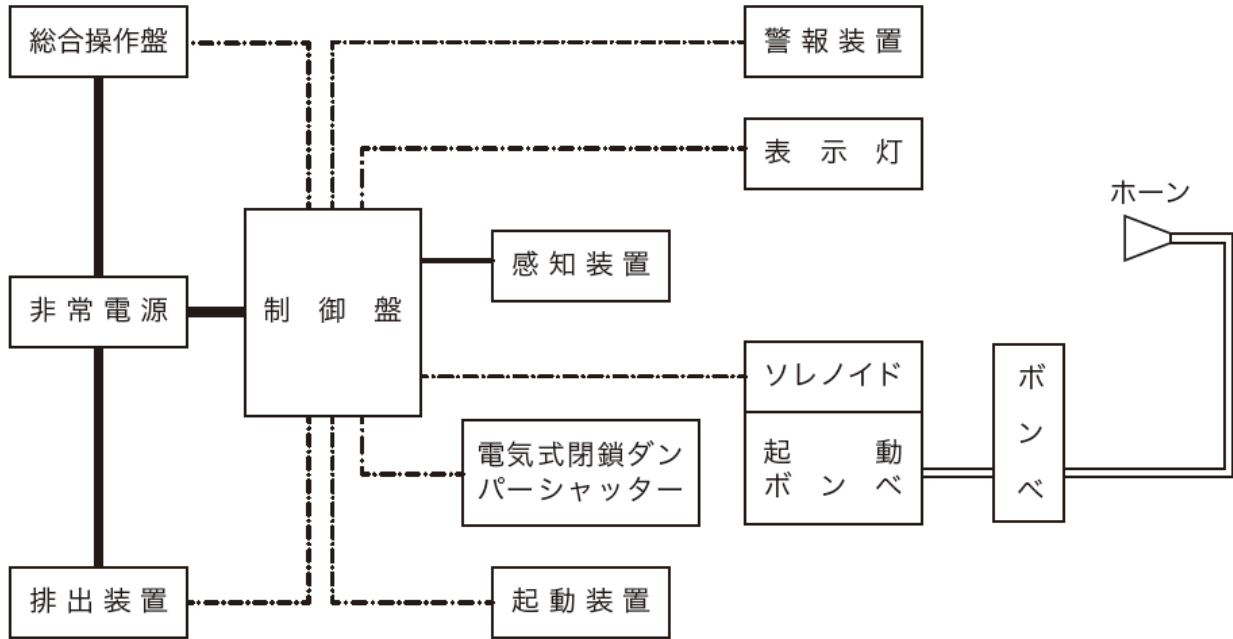 総合操作盤
警報装置
表示灯
ホーン
感知装置
非常電源
制御盤
ソレノイド
ボンベ
起動
ボンベ
電気式閉鎖ダン
パーシャッター
排出装置
起動装置